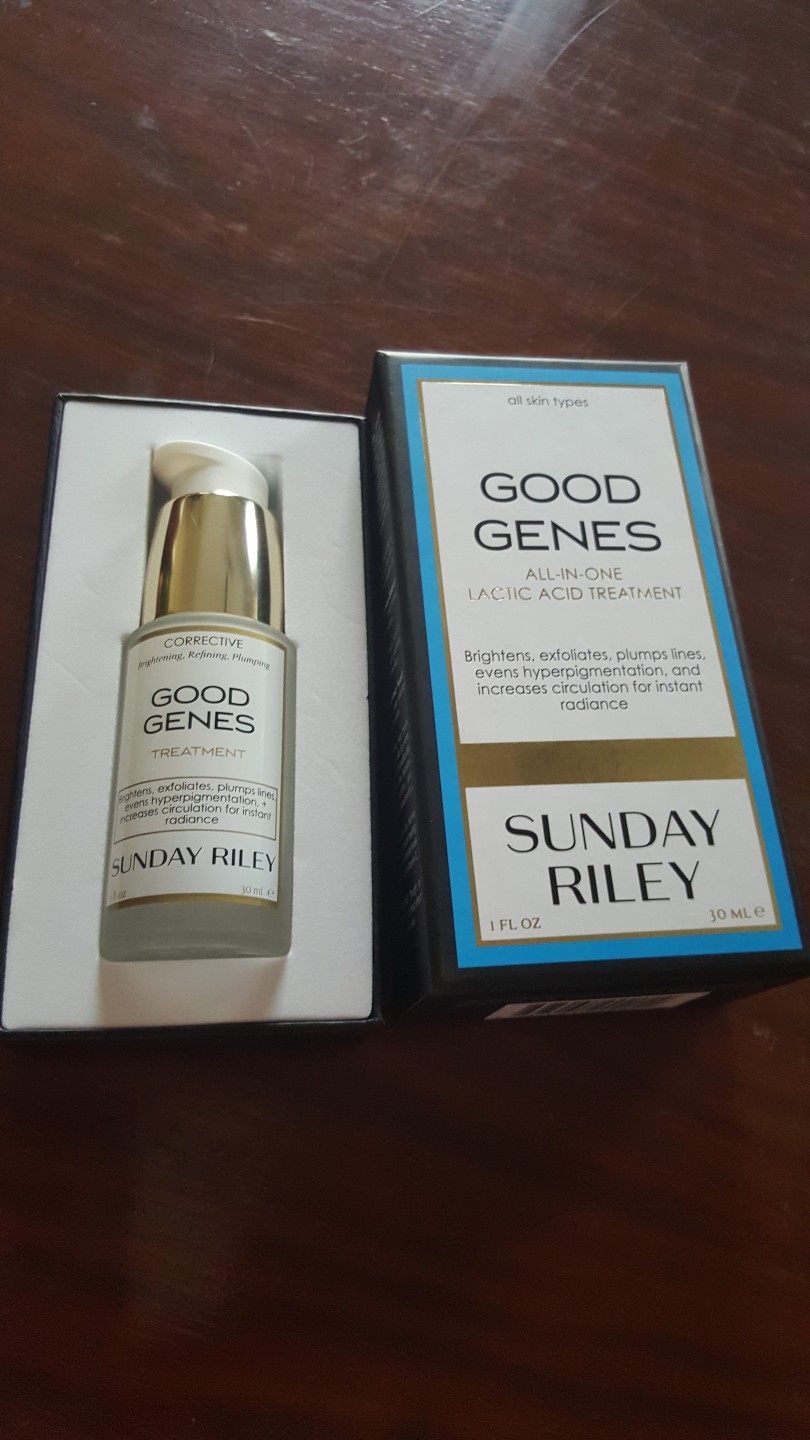 CORRECTIVE
Brightening, Refining, Plumping
GOOD
GENES
TREATMENT
Brightens, exfoliates, plumps lines,
evens hyperpigmentation, +
increases circulation for instant
radiance
SUNDAY RILEY
oz 30 ml e
all skin types
GOOD
GENES
ALL-IN-ONE
LACTIC ACID TREATMENT
Brightens, exfoliates, plumps lines,
evens hyperpigmentation, and
increases circulation for instant
radiance
SUNDAY
RILEY
1 FL OZ 30 ML e